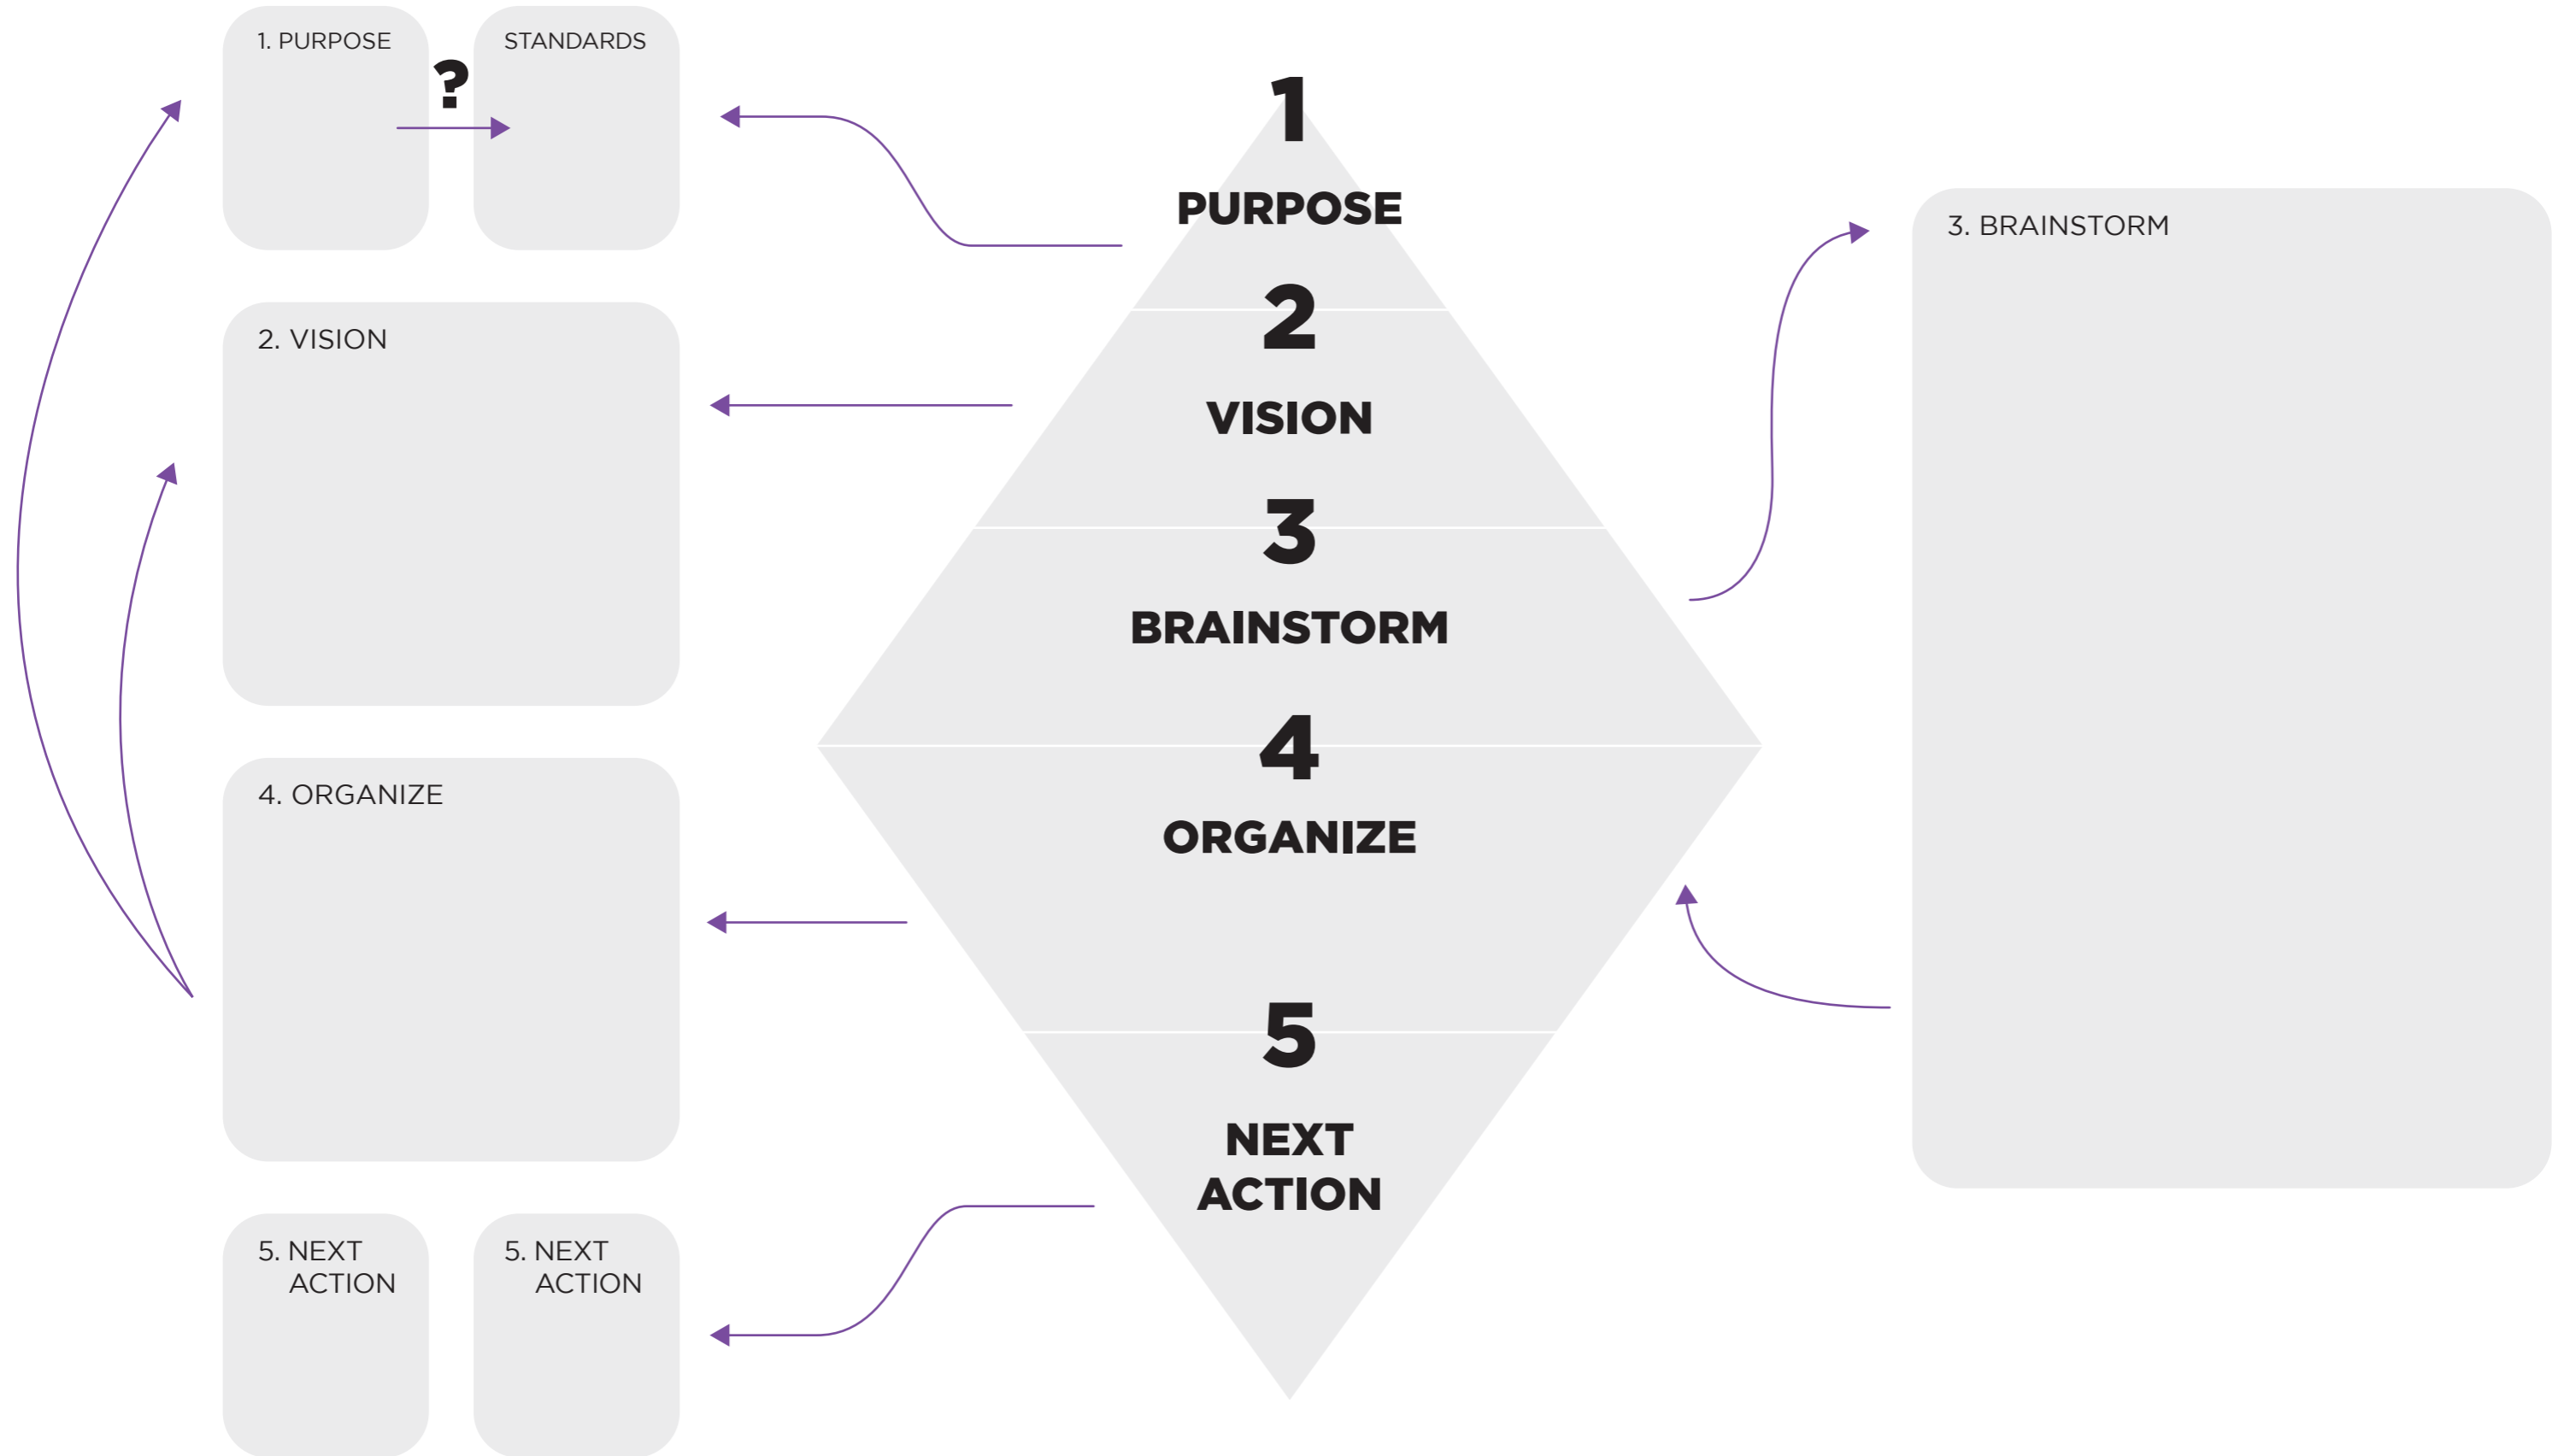 1. PURPOSE
?
STANDARDS
2. VISION
4. ORGANIZE
5. NEXT
ACTION
5. NEXT
ACTION
1
PURPOSE
2
VISION
3
BRAINSTORM
4
ORGANIZE
5
NEXT
ACTION
3. BRAINSTORM